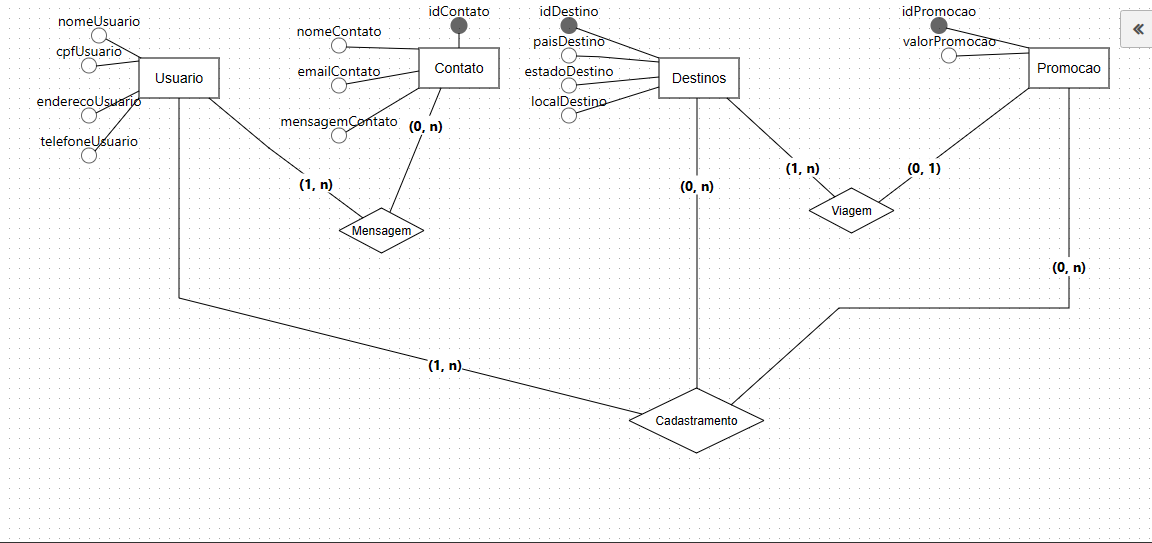 nomeUsuario
cpfUsuario
enderecoUsuario
telefoneUsuario
Usuario
idContato
nomeContato
emailContato
mensagemContato
Contato
idDestino
paisDestino
estadoDestino
localDestino
Destinos
idPromocao
valorPromocao
Promocao
(0, n)
(1, n)
Mensagem
(0, n)
(1, n)
(0, 1)
Viagem
(0, n)
(1, n)
Cadastramento